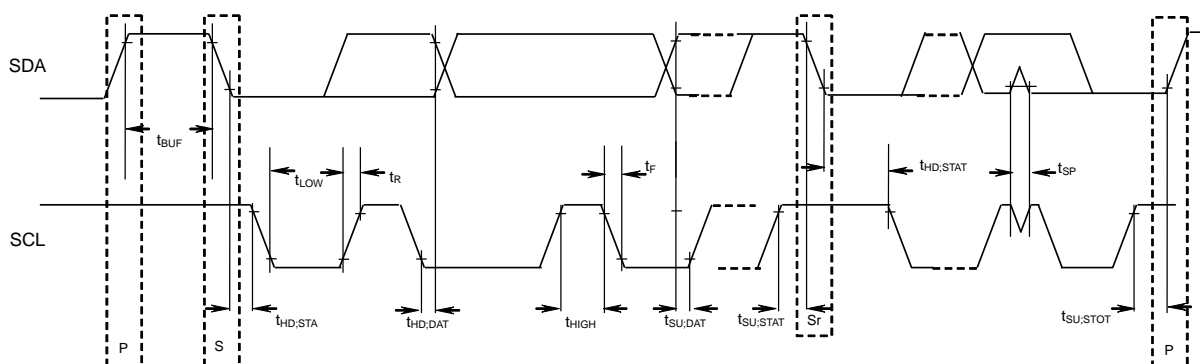 SDA
tBUF
tLOW
tR
tF
tHD;STAT
tSP
SCL
tHD;STA
tHD;DAT
tHIGH
tSU;DAT
tSU;STAT
Sr
tSU;STOT
P
S
P